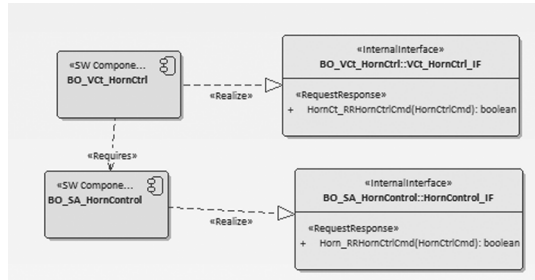 «SW Compone...
BO_VCt_HornCtrl
«Realize»
«InternalInterface»
BO_VCt_HornCtrl::VCt_HornCtrl_IF
«RequestResponse»
+ HornCt_RRHornCtrlCmd(HornCtrlCmd): boolean
«Requires»
«SW Compone...
BO_SA_HornControl
«Realize»
«InternalInterface»
BO_SA_HornControl::HornControl_IF
«RequestResponse»
+ Horn_RRHornCtrlCmd(HornCtrlCmd): boolean